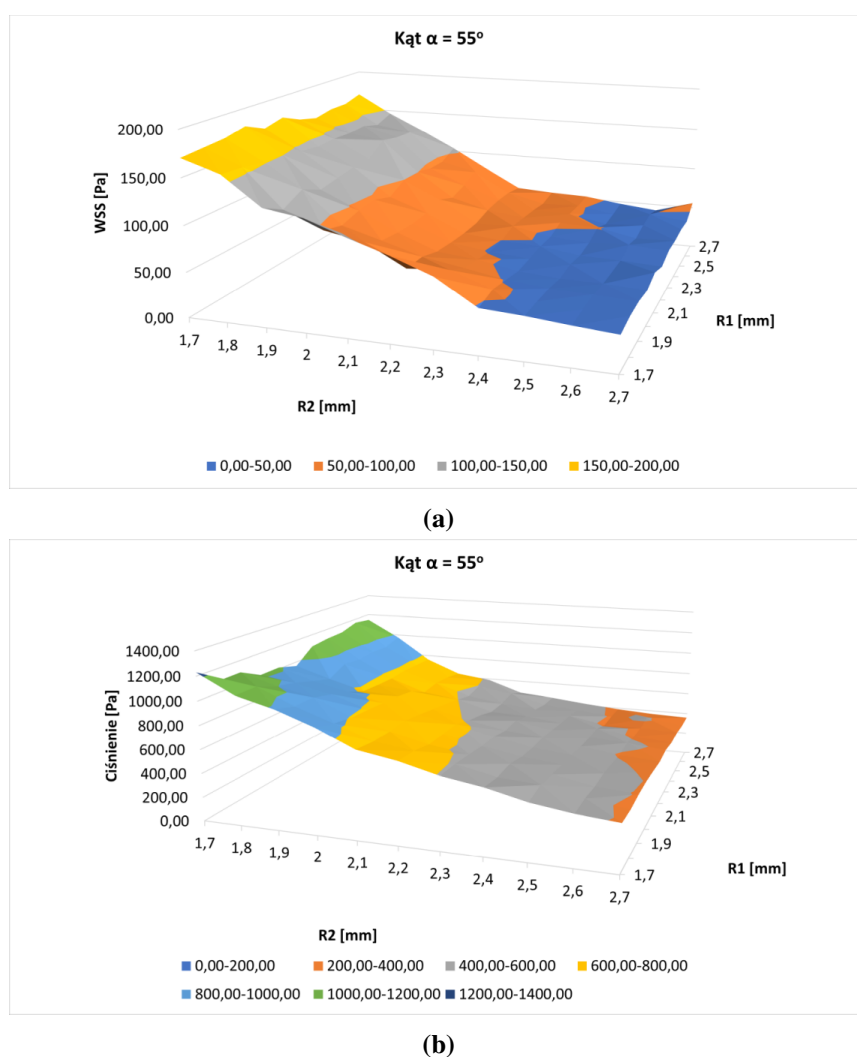 Kąt α = 55º
200,00
150,00
100,00
50,00
0,00
WSS [Pa]
1,7 1,8 1,9 2 2,1 2,2 2,3 2,4 2,5 2,6 2,7
R2 [mm]
2,7
2,5
2,3
2,1
1,9
1,7
R1 [mm]
0,00-50,00 50,00-100,00 100,00-150,00 150,00-200,00
(a)
Kąt α = 55º
1400,00
1200,00
1000,00
800,00
600,00
400,00
200,00
0,00
Ciśnienie [Pa]
1,7 1,8 1,9 2 2,1 2,2 2,3 2,4 2,5 2,6 2,7
R2 [mm]
2,7
2,5
2,3
2,1
1,9
1,7
R1 [mm]
0,00-200,00 200,00-400,00 400,00-600,00 600,00-800,00
800,00-1000,00 1000,00-1200,00 1200,00-1400,00
(b)